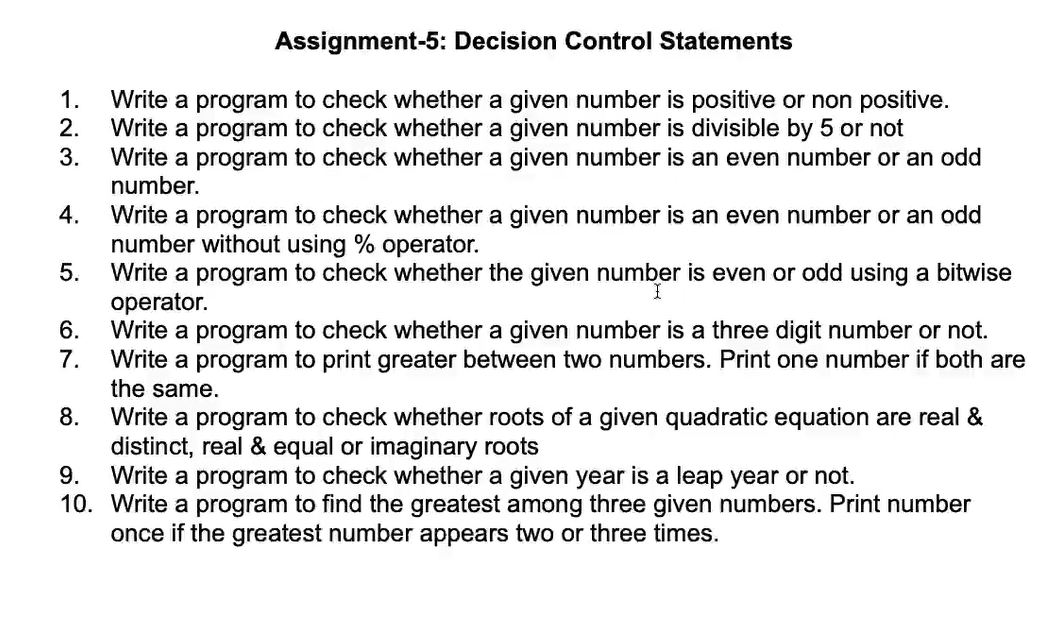 Assignment-5: Decision Control Statements
1. Write a program to check whether a given number is positive or non positive.
2. Write a program to check whether a given number is divisible by 5 or not
3. Write a program to check whether a given number is an even number or an odd
number.
4. Write a program to check whether a given number is an even number or an odd
number without using % operator.
5. Write a program to check whether the given number is even or odd using a bitwise
operator.
6. Write a program to check whether a given number is a three digit number or not.
7. Write a program to print greater between two numbers. Print one number if both are
the same.
8. Write a program to check whether roots of a given quadratic equation are real &
distinct, real & equal or imaginary roots
9. Write a program to check whether a given year is a leap year or not.
10. Write a program to find the greatest among three given numbers. Print number
once if the greatest number appears two or three times.